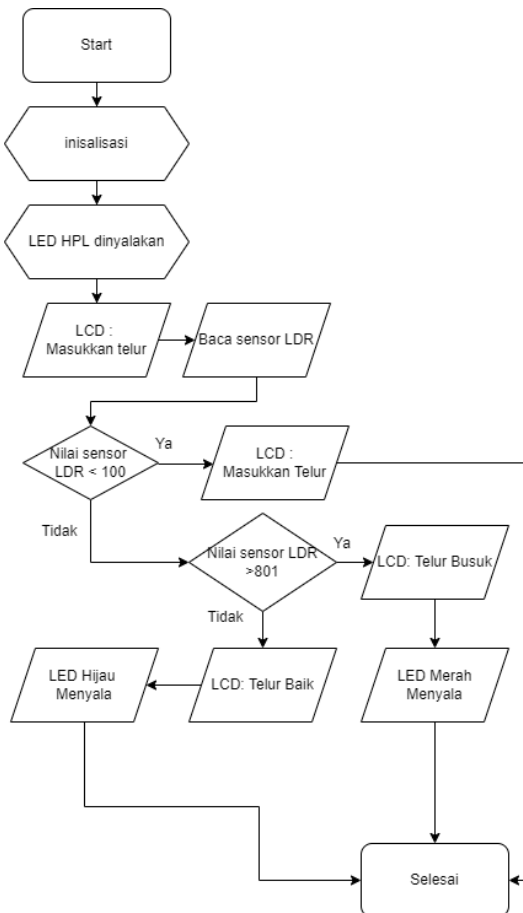 Start
inisalisasi
LED HPL dinyalakan
LCD :
Masukkan telur
Baca sensor LDR
Nilai sensor
LDR < 100
Ya
LCD :
Masukkan Telur
Tidak
Nilai sensor LDR
>801
Ya
LCD: Telur Busuk
Tidak
LED Hijau
Menyala
LCD: Telur Baik
LED Merah
Menyala
Selesai